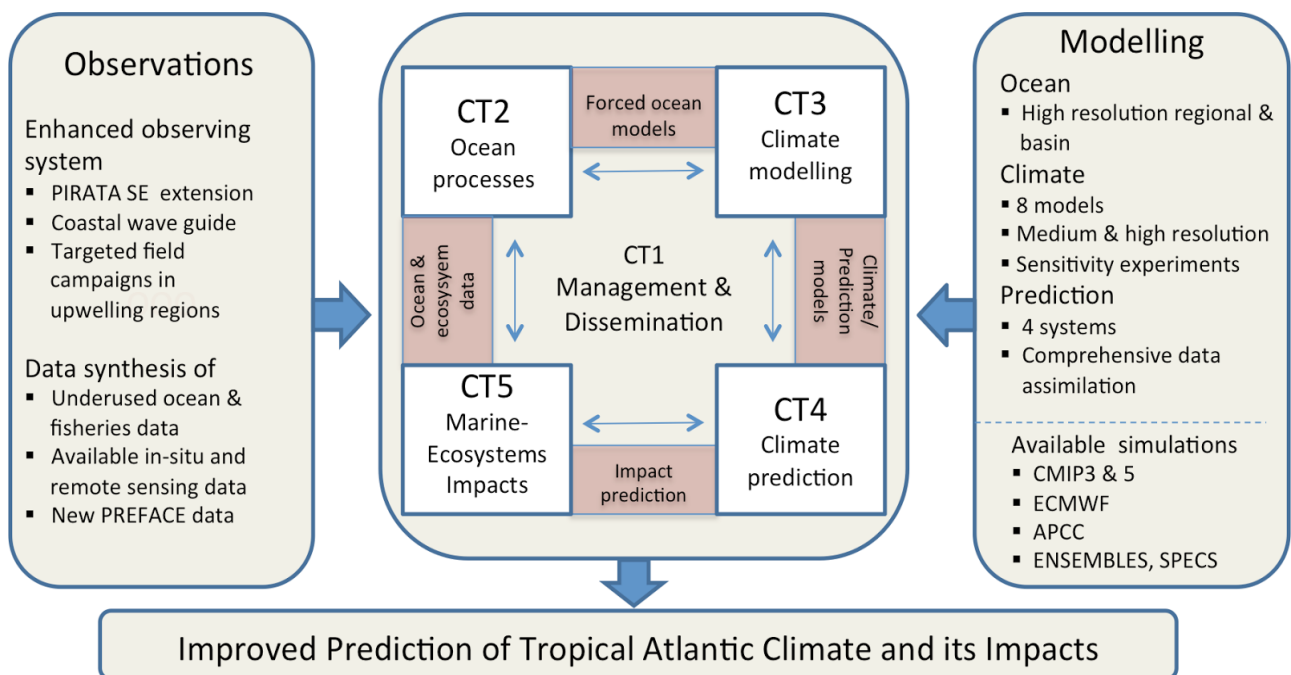 Observations
Enhanced observing
system
▪ PIRATA SE extension
▪ Coastal wave guide
▪ Targeted field
campaigns in
upwelling regions
Data synthesis of
▪ Underused ocean &
fisheries data
▪ Available in-situ and
remote sensing data
▪ New PREFACE data
CT2
Ocean
processes
Forced ocean
models
CT3
Climate
modelling
Ocean &
ecosysyem
data
CT1
Management &
Dissemination
Climate/
Prediction
models
CT5
Marine-
Ecosystems
Impacts
Impact
prediction
CT4
Climate
prediction
Modelling
Ocean
▪ High resolution regional &
basin
Climate
▪ 8 models
▪ Medium & high resolution
▪ Sensitivity experiments
Prediction
▪ 4 systems
▪ Comprehensive data
assimilation
Available simulations
▪ CMIP3 & 5
▪ ECMWF
▪ APCC
▪ ENSEMBLES, SPECS
Improved Prediction of Tropical Atlantic Climate and its Impacts